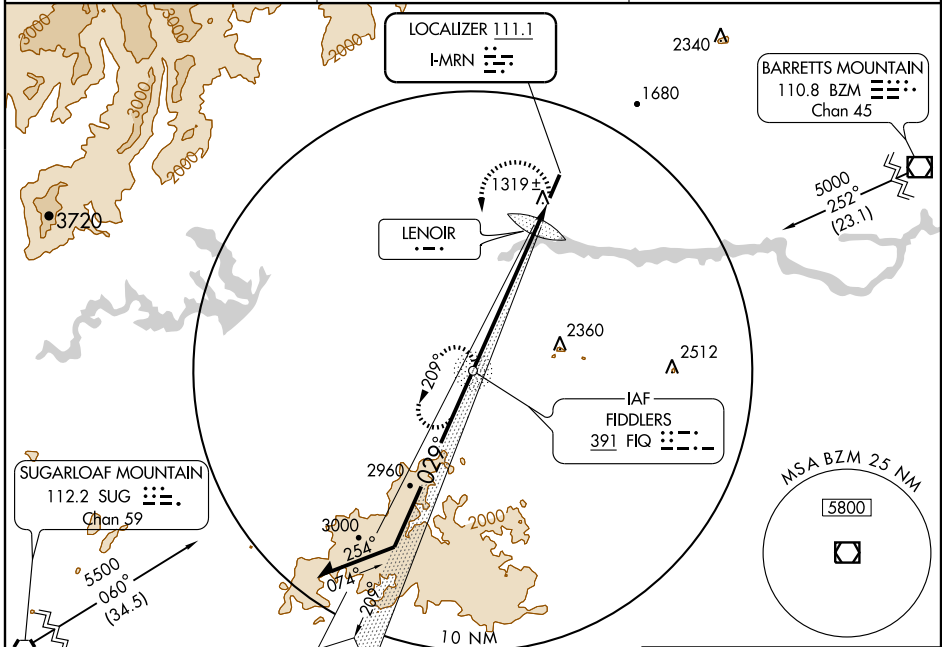 3000
2000
3000
2000
3720
LOCALIZER 111.1
I-MRN
2340
1680
BARRETTS MOUNTAIN
110.8 BZM
Chan 45
5000
252°
(23.1)
1319 ±
LENOIR
2360
2512
209°
IAF
FIDDLERS
391 FIQ
029°
2960
3000
2000
254°
074°
209°
10 NM
SUGARLOAF MOUNTAIN
112.2 SUG
Chan 59
5500
060°
(34.5)
MSA BZM 25 NM
5800